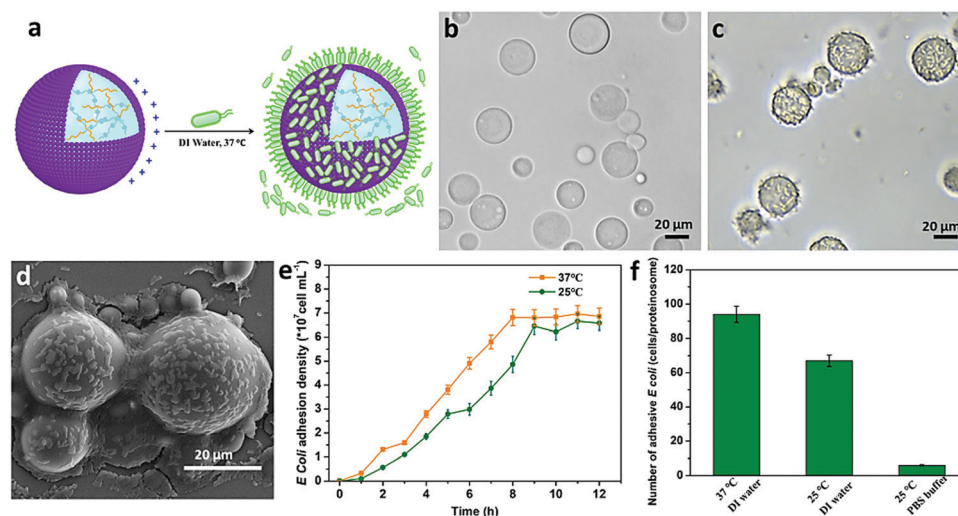 a
+ + + + + + + +
DI Water, 37 ℃
b
20 μm
c
20 μm
d
20 μm
e
E Coli adhesion density (*10⁷cell mL⁻¹)
9
8
7
6
5
4
3
2
1
0
37℃
25℃
0 2 4 6 8 10 12
Time (h)
f
Number of adhesive E coli (cells/proteinosome)
120
100
80
60
40
20
0
37 ℃
DI water
25 ℃
DI water
25 ℃
PBS buffer